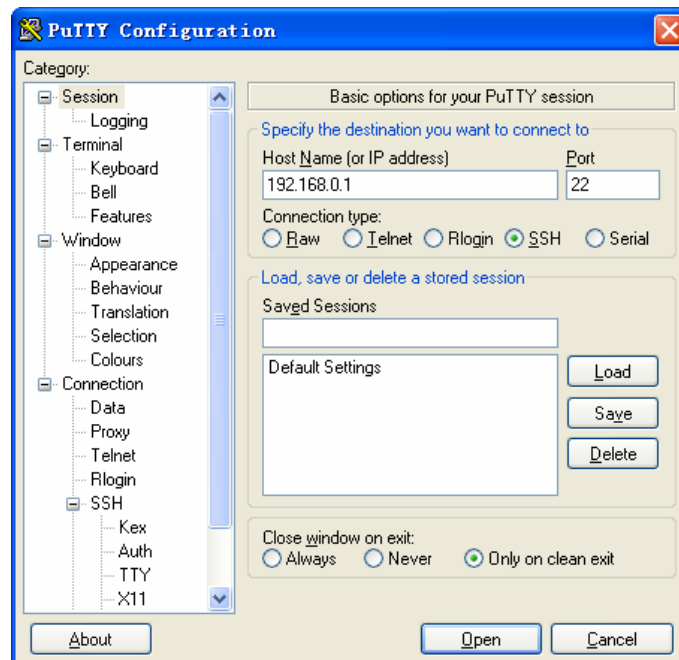 PuTTY Configuration
Category:
Session
Logging
Terminal
Keyboard
Bell
Features
Window
Appearance
Behaviour
Translation
Selection
Colours
Connection
Data
Proxy
Telnet
Rlogin
SSH
Kex
Auth
TTY
X11
Basic options for your PuTTY session
Specify the destination you want to connect to
Host Name (or IP address) Port
192.168.0.1 22
Connection type:
Raw Telnet Rlogin SSH Serial
Load, save or delete a stored session
Saved Sessions
Default Settings
Load
Save
Delete
Close window on exit:
Always Never Only on clean exit
About Open Cancel